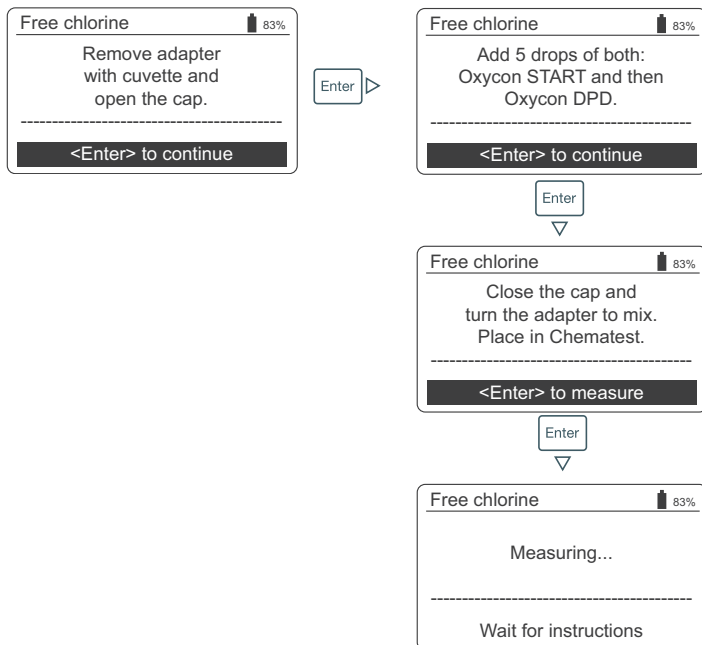 Free chlorine 83%
Remove adapter
with cuvette and
open the cap.
-------------------------------------------
<Enter> to continue
Enter
Free chlorine 83%
Add 5 drops of both:
Oxycon START and then
Oxycon DPD.
-------------------------------------------
<Enter> to continue
Enter
Free chlorine 83%
Close the cap and
turn the adapter to mix.
Place in Chematest.
-------------------------------------------
<Enter> to measure
Enter
Free chlorine 83%
Measuring...
-------------------------------------------
Wait for instructions